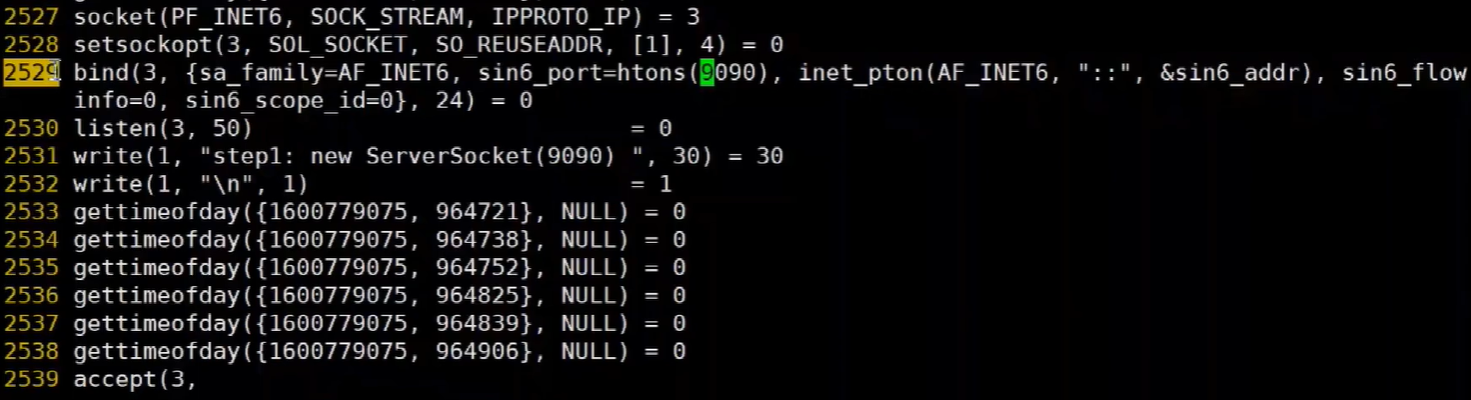 2527 socket(PF_INET6, SOCK_STREAM, IPPROTO_IP) = 3
2528 setsockopt(3, SOL_SOCKET, SO_REUSEADDR, [1], 4) = 0
2529 bind(3, {sa_family=AF_INET6, sin6_port=htons(9090), inet_pton(AF_INET6, "::", &sin6_addr), sin6_flow
info=0, sin6_scope_id=0}, 24) = 0
2530 listen(3, 50)                           = 0
2531 write(1, "step1: new ServerSocket(9090) ", 30) = 30
2532 write(1, "\n", 1)                       = 1
2533 gettimeofday({1600779075, 964721}, NULL) = 0
2534 gettimeofday({1600779075, 964738}, NULL) = 0
2535 gettimeofday({1600779075, 964752}, NULL) = 0
2536 gettimeofday({1600779075, 964825}, NULL) = 0
2537 gettimeofday({1600779075, 964839}, NULL) = 0
2538 gettimeofday({1600779075, 964906}, NULL) = 0
2539 accept(3,